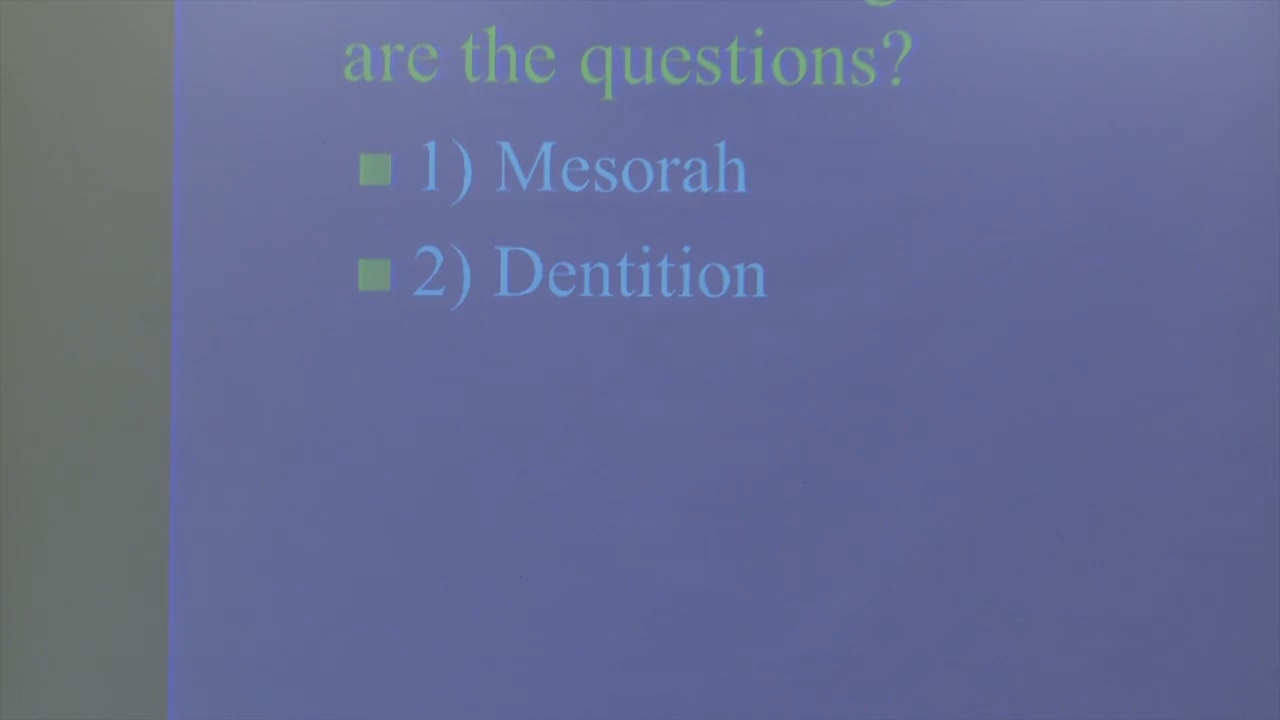 are the questions?
1) Mesorah
2) Dentition